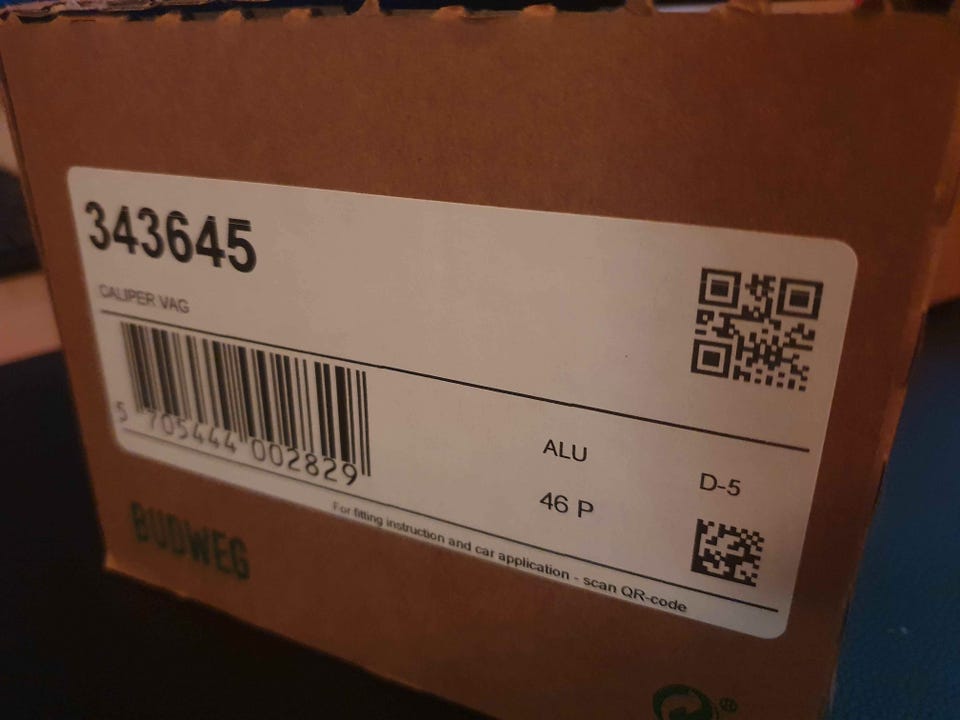 343645
CALIPER VAG
5 705444 002829
ALU
D-5
46 P
For fitting instruction and car application - scan QR-code
BUDWEG